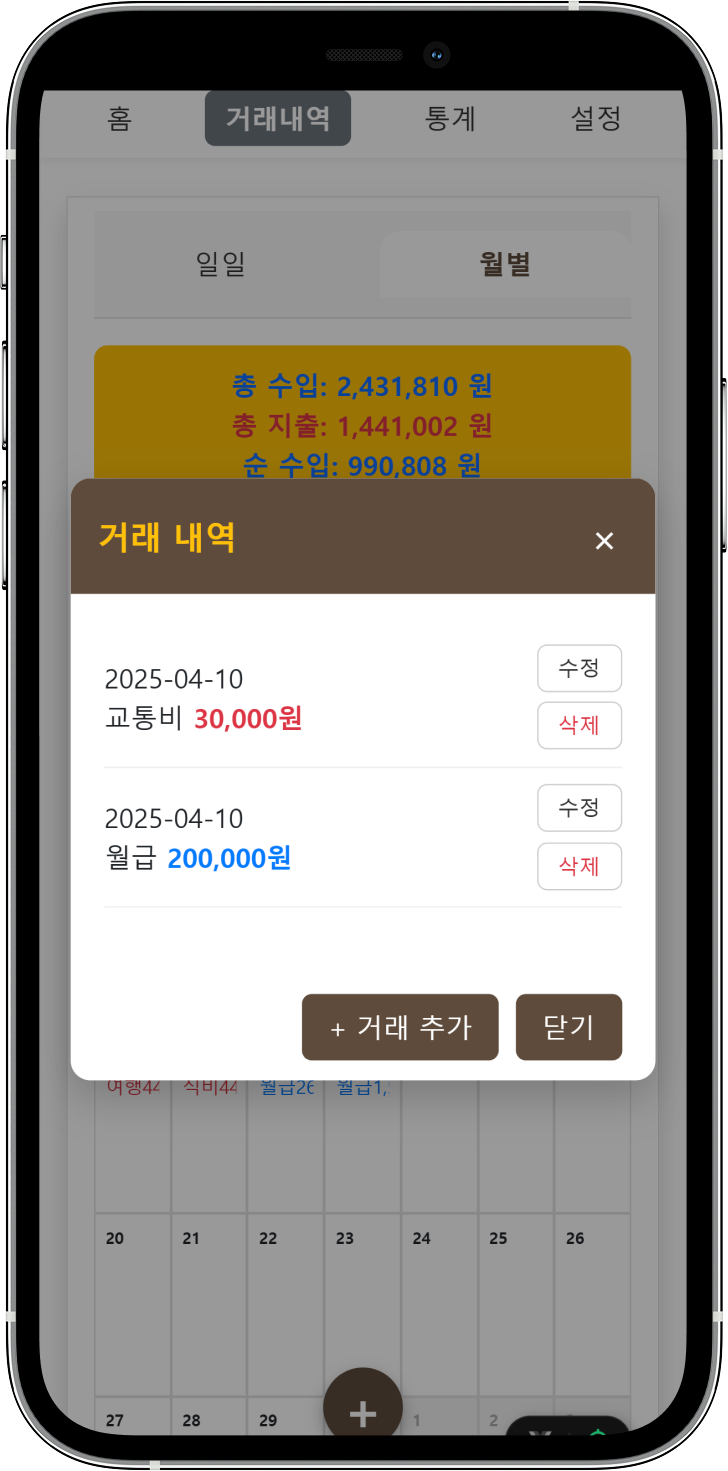 홈 거래내역 통계 설정
일일 월별
총 수입: 2,431,810 원
총 지출: 1,441,002 원
순 수입: 990,808 원
거래 내역 ×
2025-04-10
교통비 30,000원
수정
삭제
2025-04-10
월급 200,000원
수정
삭제
+ 거래 추가 닫기
여행44 식비44 월급26 월급1,
20 21 22 23 24 25 26
+
27 28 29 1 2